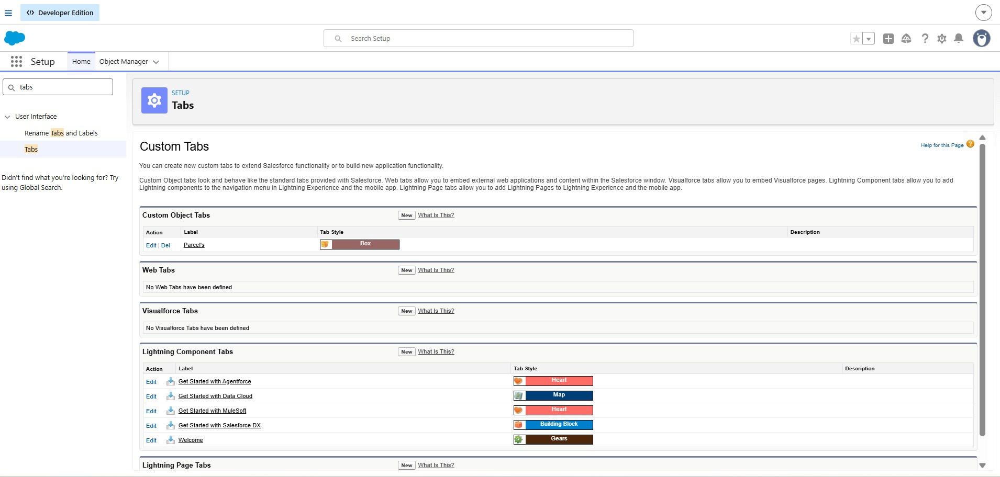 Developer Edition
Search Setup
Setup
Home
Object Manager
tabs
User Interface
Rename Tabs and Labels
Tabs
Didn't find what you're looking for? Try
using Global Search.
SETUP
Tabs
Custom Tabs
Help for this Page
You can create new custom tabs to extend Salesforce functionality or to build new application functionality.
Custom Object tabs look and behave like the standard tabs provided with Salesforce. Web tabs allow you to embed external web applications and content within the Salesforce window. Visualforce tabs allow you to embed Visualforce pages. Lightning Component tabs allow you to add
Lightning components to the navigation menu in Lightning Experience and the mobile app. Lightning Page tabs allow you to add Lightning Pages to Lightning Experience and the mobile app.
Custom Object Tabs New What Is This?
Action Label Tab Style Description
Edit | Del Parcel's Box
Web Tabs New What Is This?
No Web Tabs have been defined
Visualforce Tabs New What Is This?
No Visualforce Tabs have been defined
Lightning Component Tabs New What Is This?
Action Label Tab Style Description
Edit Get Started with Agentforce Heart
Edit Get Started with Data Cloud Map
Edit Get Started with MuleSoft Heart
Edit Get Started with Salesforce DX Building Block
Edit Welcome Gears
Lightning Page Tabs New What Is This?